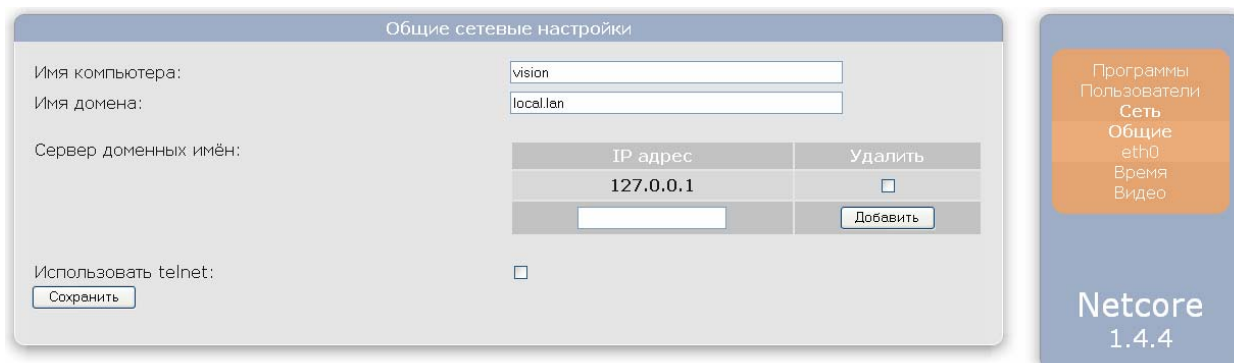 Общие сетевые настройки
Имя компьютера: vision
Имя домена: local.lan
Сервер доменных имён:
IP адрес Удалить
127.0.0.1
Добавить
Использовать telnet:
Сохранить
Программы
Пользователи
Сеть
Общие
eth0
Время
Видео
Netcore
1.4.4